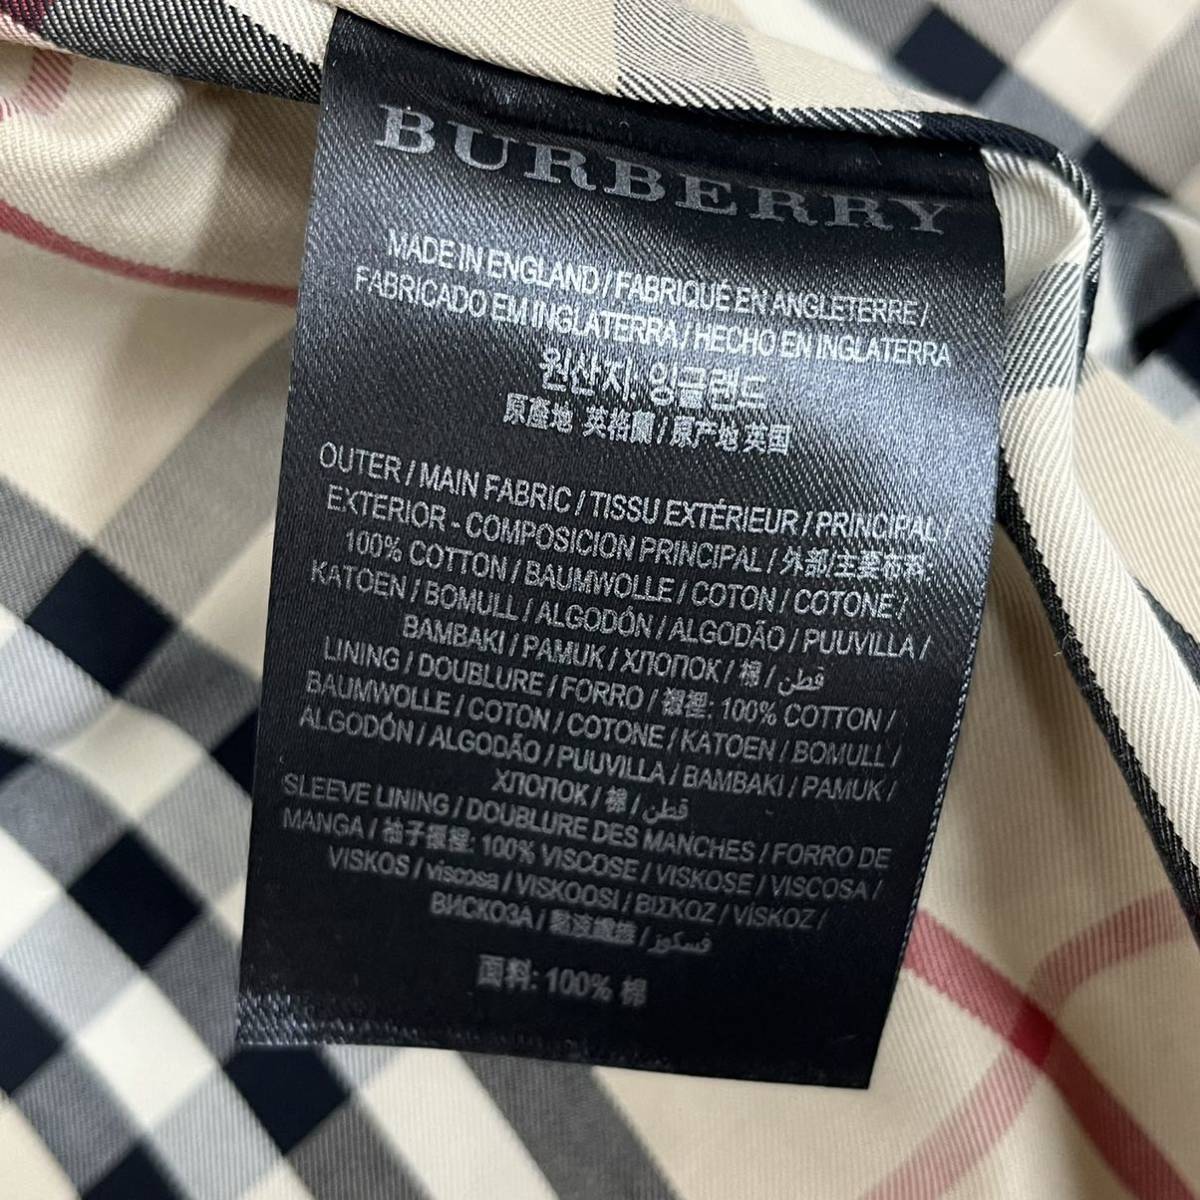 BURBERRY
MADE IN ENGLAND / FABRIQUÉ EN ANGLETERRE /
FABRICADO EM INGLATERRA / HECHO EN INGLATERRA
원산지: 잉글랜드
原產地 英格蘭 / 原产地 英国
OUTER / MAIN FABRIC / TISSU EXTÉRIEUR / PRINCIPAL /
EXTERIOR - COMPOSICION PRINCIPAL / 外部/主要布料:
100% COTTON / BAUMWOLLE / COTON / COTONE /
KATOEN / BOMULL / ALGODÓN / ALGODÃO / PUUVILLA /
BAMBAKI / PAMUK / ХЛОПОК / 棉 / قطن
LINING / DOUBLURE / FORRO / 襯裡: 100% COTTON /
BAUMWOLLE / COTON / COTONE / KATOEN / BOMULL /
ALGODÓN / ALGODÃO / PUUVILLA / BAMBAKI / PAMUK /
ХЛОПОК / 棉 / قطن
SLEEVE LINING / DOUBLURE DES MANCHES / FORRO DE
MANGA / 袖子襯裡: 100% VISCOSE / VISKOSE / VISCOSA /
VISKOS / viscosa / VISKOOSI / ΒΙΣΚΟΖ / VİSKOZ /
ВИСКОЗА / 黏液纖維 / فسكوز
面料: 100% 棉